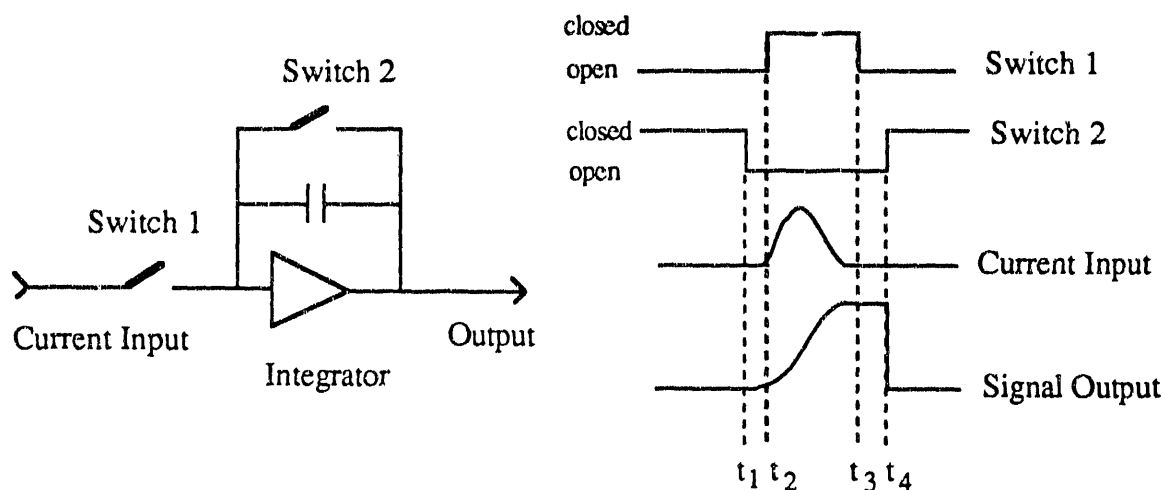 Switch 2
Switch 1
Current Input
Integrator
Output
closed
open
Switch 1
closed
open
Switch 2
Current Input
Signal Output
t1 t2 t3 t4